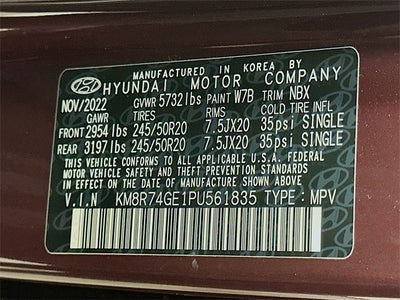 MANUFACTURED IN KOREA BY
HYUNDAI MOTOR COMPANY
NOV/2022 GVWR 5732 lbs PAINT W7B TRIM NBX
GAWR TIRES RIMS COLD TIRE INFL
FRONT 2954 lbs 245/50R20 7.5JX20 35psi SINGLE
REAR 3197 lbs 245/50R20 7.5JX20 35psi SINGLE
THIS VEHICLE CONFORMS TO ALL APPLICABLE U.S.A. FEDERAL
MOTOR VEHICLE SAFETY AND THEFT PREVENTION STANDARDS
IN EFFECT ON THE DATE OF MANUFACTURE SHOWN ABOVE.
V.I.N KM8R74GE1PU561835 TYPE : MPV